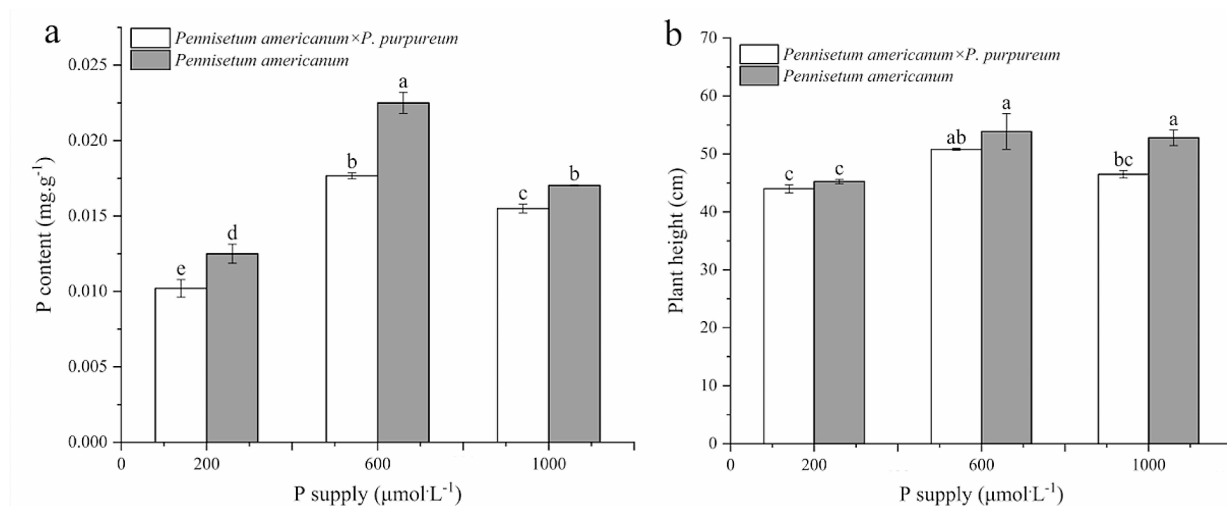 a
Pennisetum americanum×P. purpureum
Pennisetum americanum
0.025
0.020
0.015
0.010
0.005
0.000
P content (mg.g⁻¹)
e
d
b
a
c
b
0
200
600
1000
P supply (μmol·L⁻¹)
b
Pennisetum americanum×P. purpureum
Pennisetum americanum
70
60
50
40
30
20
10
0
Plant height (cm)
c
c
ab
a
bc
a
0
200
600
1000
P supply (μmol·L⁻¹)